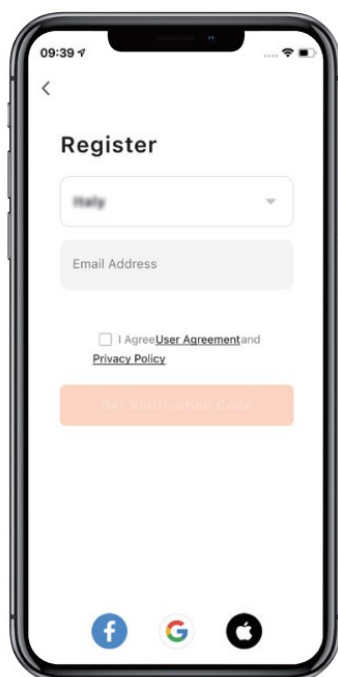 09:39
Register
Italy
Email Address
I AgreeUser Agreementand
Privacy Policy
Get Verification Code